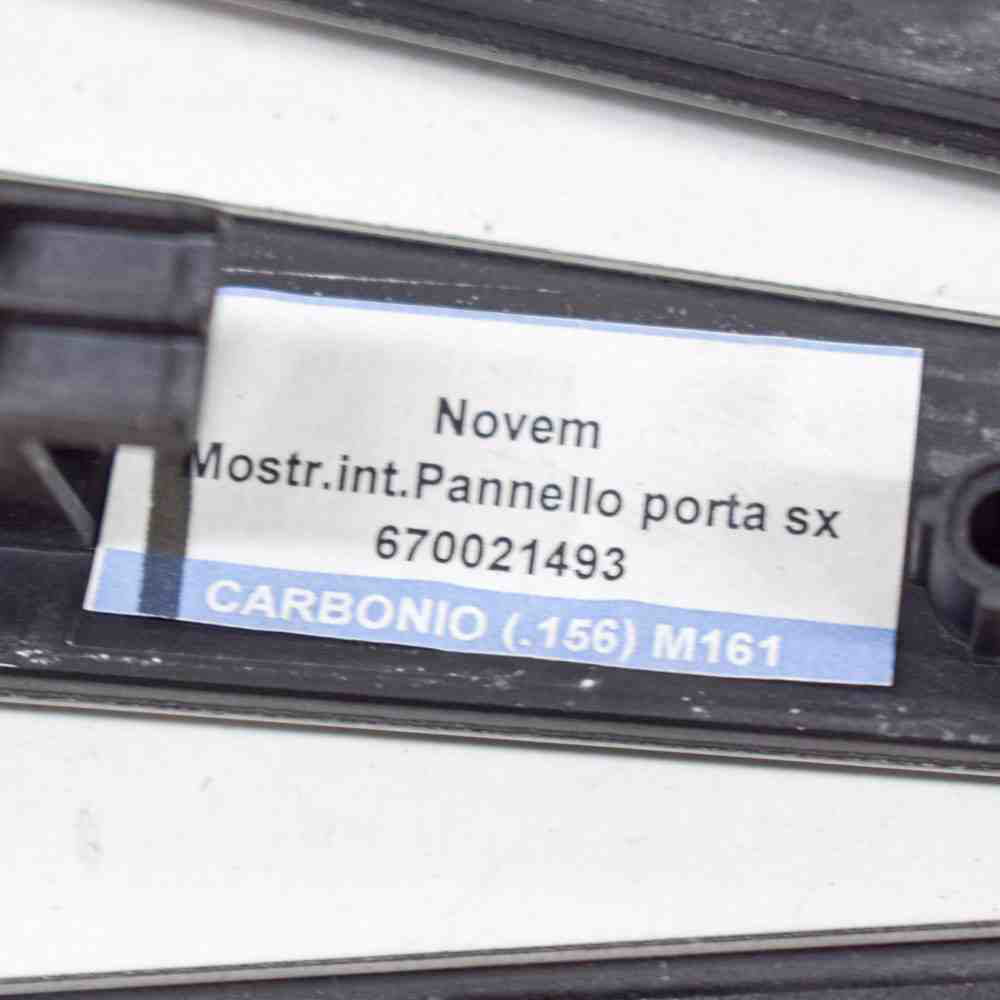 Novem
Mostr.int.Pannello porta sx
670021493
CARBONIO (.156) M161